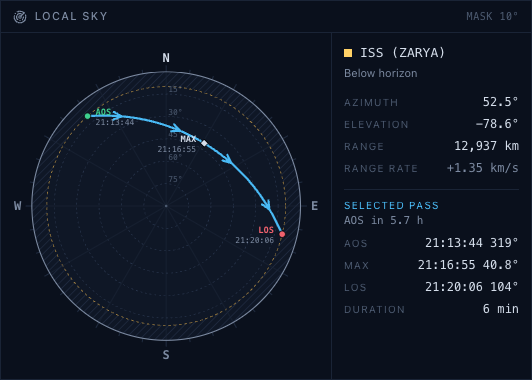 LOCAL SKY
MASK 10°
N
15°
30°
45°
60°
75°
W
E
S
AOS
21:13:44
MAX
21:16:55
LOS
21:20:06
ISS (ZARYA)
Below horizon
AZIMUTH 52.5°
ELEVATION −78.6°
RANGE 12,937 km
RANGE RATE +1.35 km/s
SELECTED PASS
AOS in 5.7 h
AOS 21:13:44 319°
MAX 21:16:55 40.8°
LOS 21:20:06 104°
DURATION 6 min